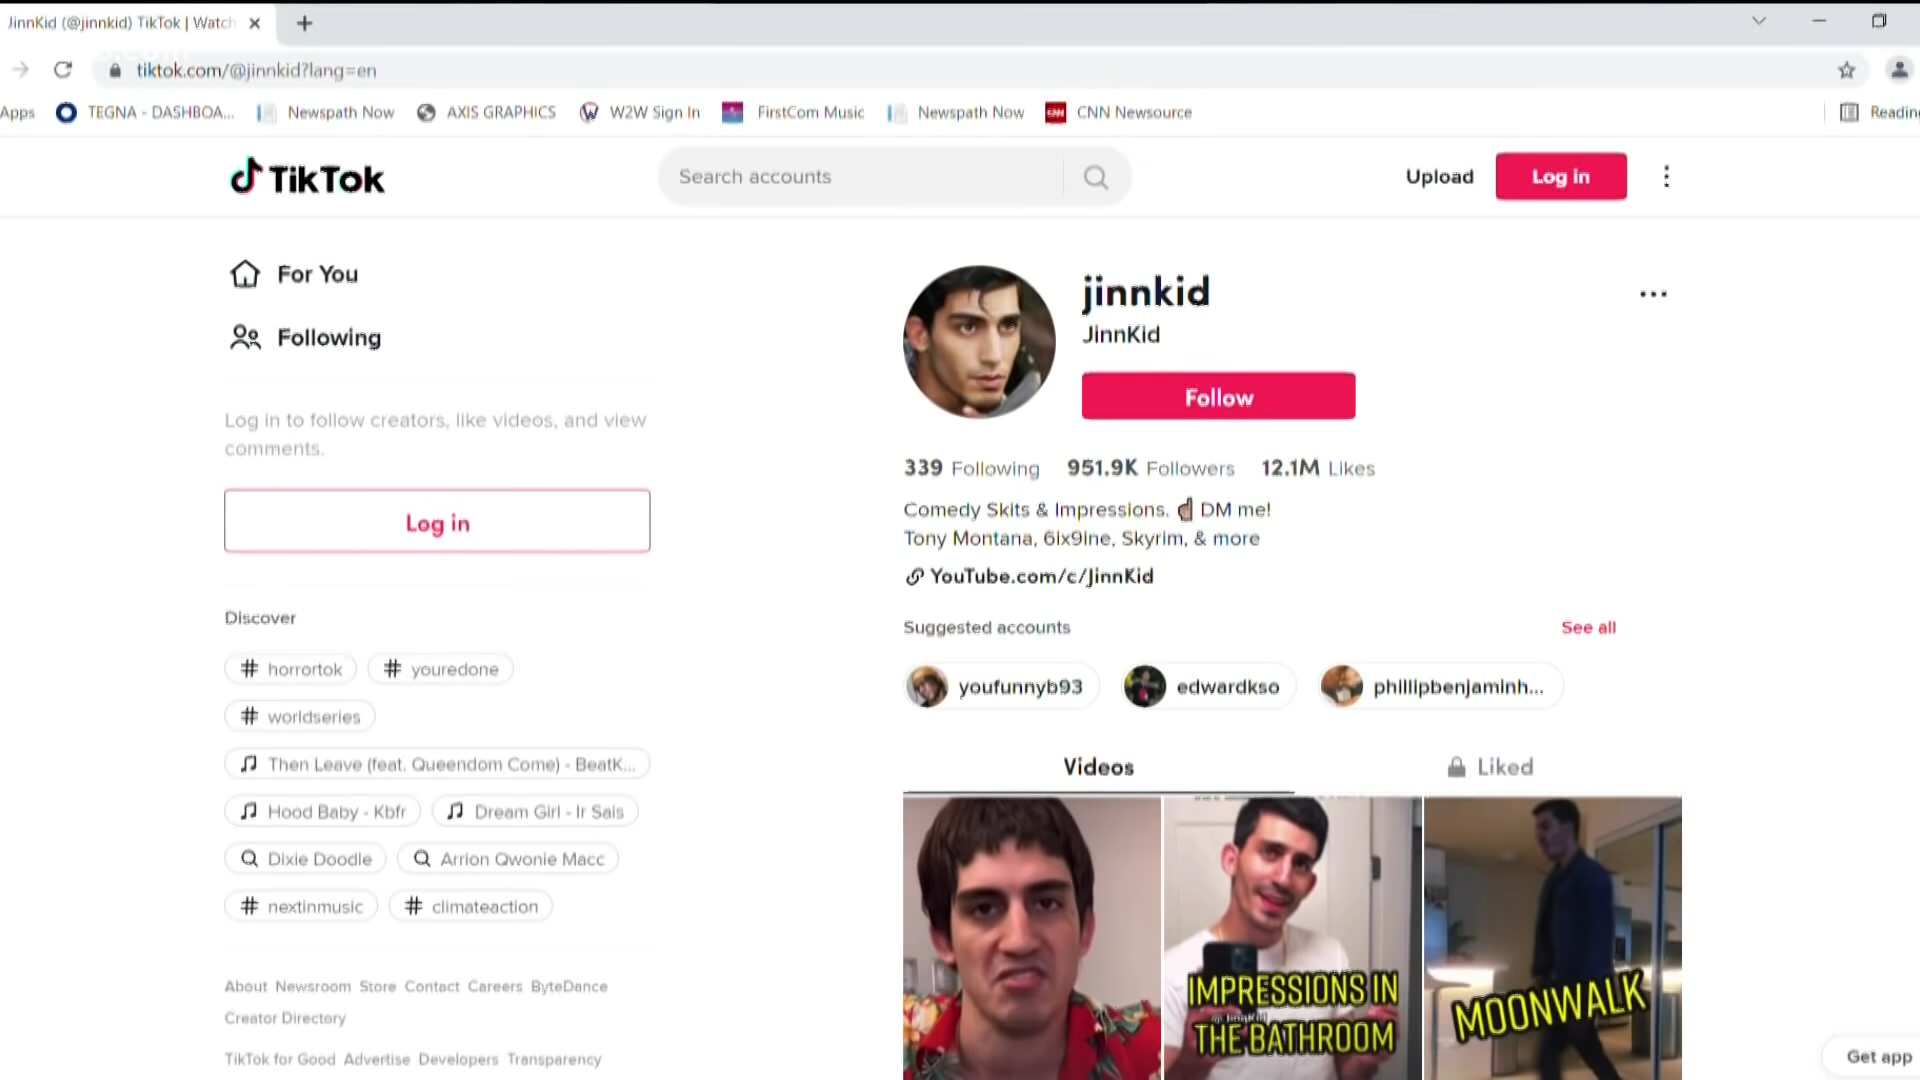 JinnKid (@jinnkid) TikTok | Watch
tiktok.com/@jinnkid?lang=en
Apps TEGNA - DASHBOA... Newspath Now AXIS GRAPHICS W2W Sign In FirstCom Music Newspath Now CNN Newsource Reading
TikTok Search accounts Upload Log in
For You
Following
Log in to follow creators, like videos, and view
comments.
Log in
Discover
# horrortok # youredone
# worldseries
Then Leave (feat. Queendom Come) - BeatK...
Hood Baby - Kbfr Dream Girl - Ir Sais
Dixie Doodle Arrion Qwonie Macc
# nextinmusic # climateaction
About Newsroom Store Contact Careers ByteDance
Creator Directory
TikTok for Good Advertise Developers Transparency
jinnkid
JinnKid
Follow
339 Following 951.9K Followers 12.1M Likes
Comedy Skits & Impressions. ☝🏾 DM me!
Tony Montana, 6ix9ine, Skyrim, & more
YouTube.com/c/JinnKid
Suggested accounts See all
youfunnyb93 edwardkso phillipbenjaminh...
Videos Liked
IMPRESSIONS IN
THE BATHROOM
MOONWALK
Get app